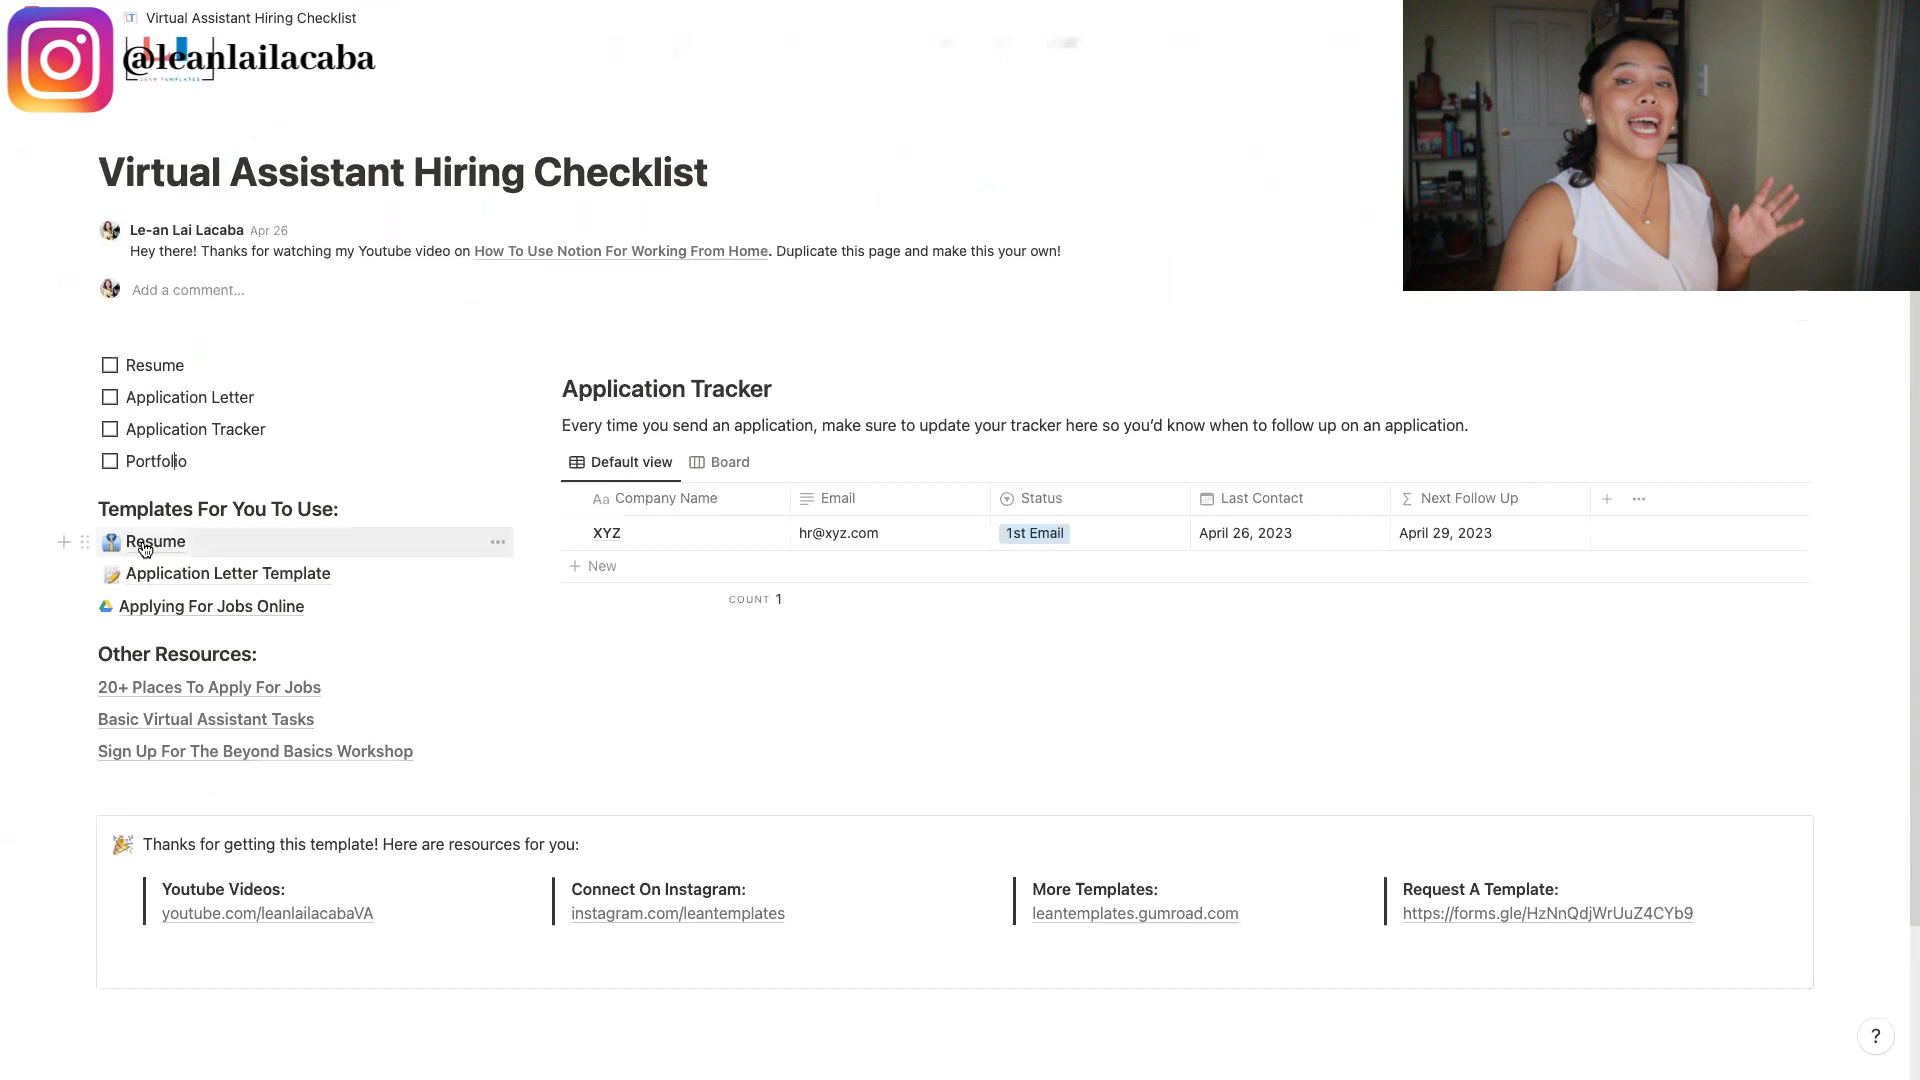 Virtual Assistant Hiring Checklist
@leanlailacaba
Virtual Assistant Hiring Checklist
Le-an Lai Lacaba Apr 26
Hey there! Thanks for watching my Youtube video on How To Use Notion For Working From Home. Duplicate this page and make this your own!
Add a comment...
Resume
Application Letter
Application Tracker
Portfolio
Templates For You To Use:
Resume
Application Letter Template
Applying For Jobs Online
Other Resources:
20+ Places To Apply For Jobs
Basic Virtual Assistant Tasks
Sign Up For The Beyond Basics Workshop
Application Tracker
Every time you send an application, make sure to update your tracker here so you'd know when to follow up on an application.
Default view Board
Aa Company Name Email Status Last Contact Next Follow Up
XYZ hr@xyz.com 1st Email April 26, 2023 April 29, 2023
+ New
COUNT 1
Thanks for getting this template! Here are resources for you:
Youtube Videos:
youtube.com/leanlailacabaVA
Connect On Instagram:
instagram.com/leantemplates
More Templates:
leantemplates.gumroad.com
Request A Template:
https://forms.gle/HzNnQdjWrUuZ4CYb9
?